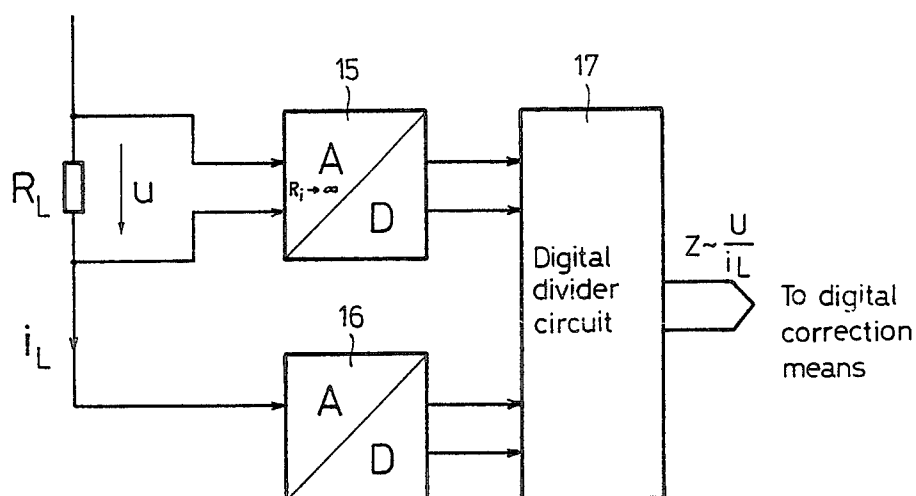 15
17
A
R_i→∞
D
R_L
u
Z~ U/i_L
Digital
divider
circuit
To digital
correction
means
i_L
16
A
D